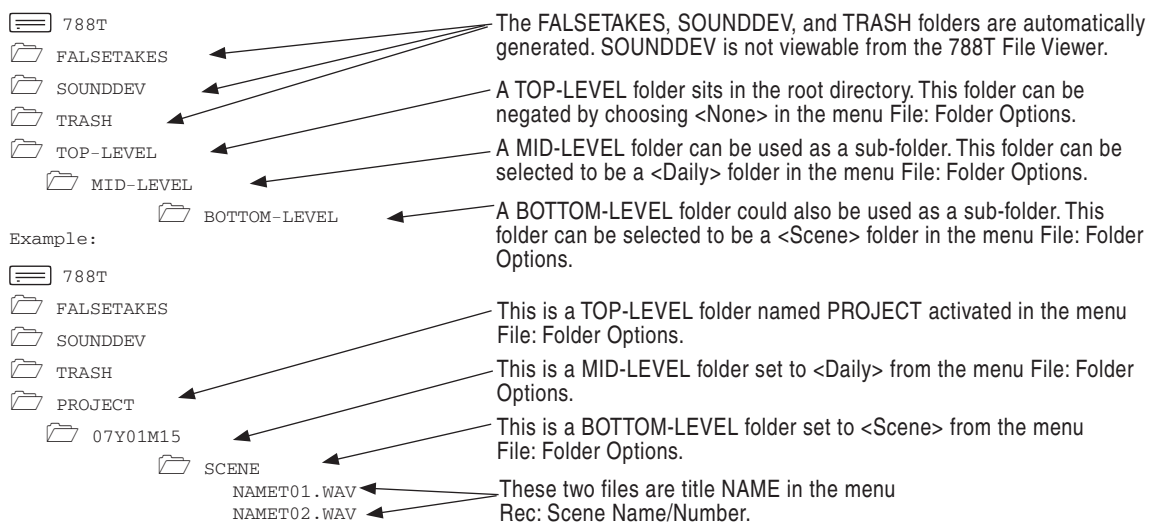 788T
FALSETAKES
SOUNDDEV
TRASH
TOP-LEVEL
MID-LEVEL
BOTTOM-LEVEL
The FALSETAKES, SOUNDDEV, and TRASH folders are automatically
generated. SOUNDDEV is not viewable from the 788T File Viewer.
A TOP-LEVEL folder sits in the root directory. This folder can be
negated by choosing <None> in the menu File: Folder Options.
A MID-LEVEL folder can be used as a sub-folder. This folder can be
selected to be a <Daily> folder in the menu File: Folder Options.
A BOTTOM-LEVEL folder could also be used as a sub-folder. This
folder can be selected to be a <Scene> folder in the menu File: Folder
Options.
Example:
788T
FALSETAKES
SOUNDDEV
TRASH
PROJECT
07Y01M15
SCENE
NAMET01.WAV
NAMET02.WAV
This is a TOP-LEVEL folder named PROJECT activated in the menu
File: Folder Options.
This is a MID-LEVEL folder set to <Daily> from the menu File: Folder
Options.
This is a BOTTOM-LEVEL folder set to <Scene> from the menu
File: Folder Options.
These two files are title NAME in the menu
Rec: Scene Name/Number.